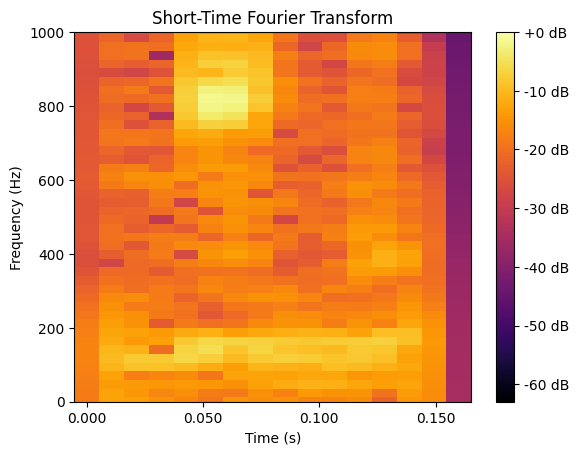 Short-Time Fourier Transform
1000
800
600
400
200
0
Frequency (Hz)
0.000
0.050
0.100
0.150
Time (s)
+0 dB
-10 dB
-20 dB
-30 dB
-40 dB
-50 dB
-60 dB